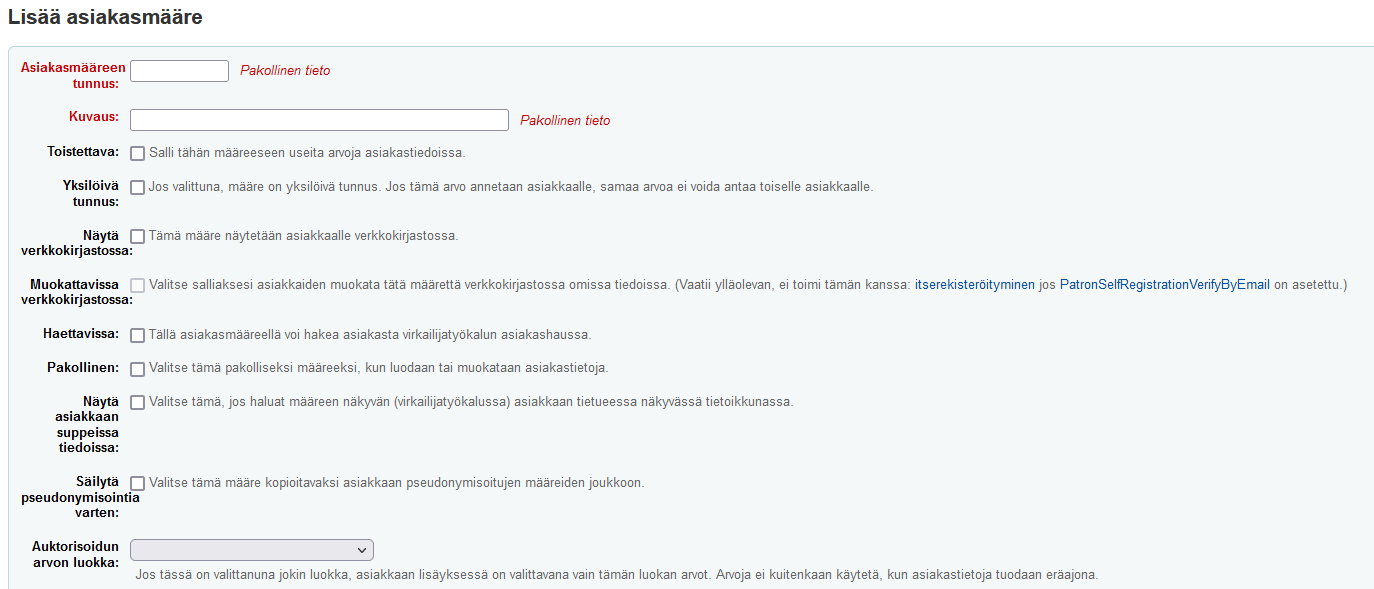 Lisää asiakasmääre
Asiakasmääreen
tunnus:
Pakollinen tieto
Kuvaus:
Pakollinen tieto
Toistettava:
Salli tähän määreeseen useita arvoja asiakastiedoissa.
Yksilöivä
tunnus:
Jos valittuna, määre on yksilöivä tunnus. Jos tämä arvo annetaan asiakkaalle, samaa arvoa ei voida antaa toiselle asiakkaalle.
Näytä
verkkokirjastossa:
Tämä määre näytetään asiakkaalle verkkokirjastossa.
Muokattavissa
verkkokirjastossa:
Valitse salliaksesi asiakkaiden muokata tätä määrettä verkkokirjastossa omissa tiedoissa. (Vaatii ylläolevan, ei toimi tämän kanssa: itserekisteröityminen jos PatronSelfRegistrationVerifyByEmail on asetettu.)
Haettavissa:
Tällä asiakasmääreellä voi hakea asiakasta virkailijatyökalun asiakashaussa.
Pakollinen:
Valitse tämä pakolliseksi määreeksi, kun luodaan tai muokataan asiakastietoja.
Näytä
asiakkaan
suppeissa
tiedoissa:
Valitse tämä, jos haluat määreen näkyvän (virkailijatyökalussa) asiakkaan tietueessa näkyvässä tietoikkunassa.
Säilytä
pseudonymisointia
varten:
Valitse tämä määre kopioitavaksi asiakkaan pseudonymisoitujen määreiden joukkoon.
Auktorisoidun
arvon luokka:
Jos tässä on valittanuna jokin luokka, asiakkaan lisäyksessä on valittavana vain tämän luokan arvot. Arvoja ei kuitenkaan käytetä, kun asiakastietoja tuodaan eräajona.